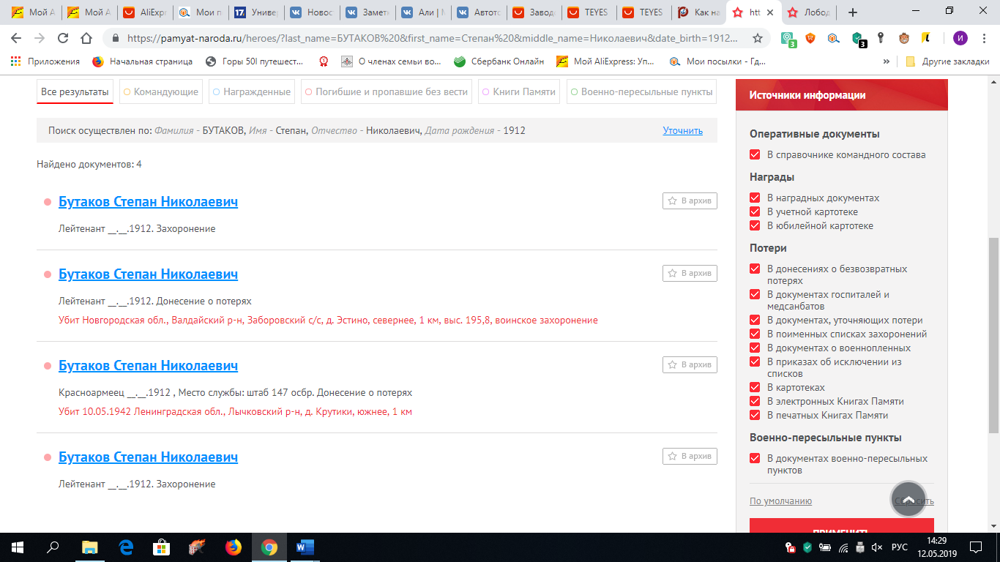 Мой А
Мой А
AliExpr
Мои п
Универ
Новос
Заметк
Али | М
Автото
Заводс
TEYES
TEYES
Как на
htt
Лобод
https://pamyat-naroda.ru/heroes/?last_name=БУТАКОВ%20&first_name=Степан%20&middle_name=Николаевич&date_birth=1912...
3
3
И
Приложения
Начальная страница
Горы 50l путешест...
О членах семьи во...
Сбербанк Онлайн
Мой AliExpress: Уп...
Мои посылки - Гд...
»
Другие закладки
Все результаты
Командующие
Награжденные
Погибшие и пропавшие без вести
Книги Памяти
Военно-пересыльные пункты
Поиск осуществлен по: Фамилия - БУТАКОВ, Имя - Степан, Отчество - Николаевич, Дата рождения - 1912
Уточнить
Найдено документов: 4
Бутаков Степан Николаевич
В архив
Лейтенант __.__.1912. Захоронение
Бутаков Степан Николаевич
В архив
Лейтенант __.__.1912. Донесение о потерях
Убит Новгородская обл., Валдайский р-н, Заборовский с/с, д. Эстино, севернее, 1 км, выс. 195,8, воинское захоронение
Бутаков Степан Николаевич
В архив
Красноармеец __.__.1912 , Место службы: штаб 147 осбр. Донесение о потерях
Убит 10.05.1942 Ленинградская обл., Лычковский р-н, д. Крутики, южнее, 1 км
Бутаков Степан Николаевич
В архив
Лейтенант __.__.1912. Захоронение
Источники информации
Оперативные документы
В справочнике командного состава
Награды
В наградных документах
В учетной картотеке
В юбилейной картотеке
Потери
В донесениях о безвозвратных
потерях
В документах госпиталей и
медсанбатов
В документах, уточняющих потери
В поименных списках захоронений
В документах о военнопленных
В приказах об исключении из
списков
В картотеках
В электронных Книгах Памяти
В печатных Книгах Памяти
Военно-пересыльные пункты
В документах военно-пересыльных
пунктов
По умолчанию
Сбросить
ПРИМЕНИТЬ
РУС
14:29
12.05.2019